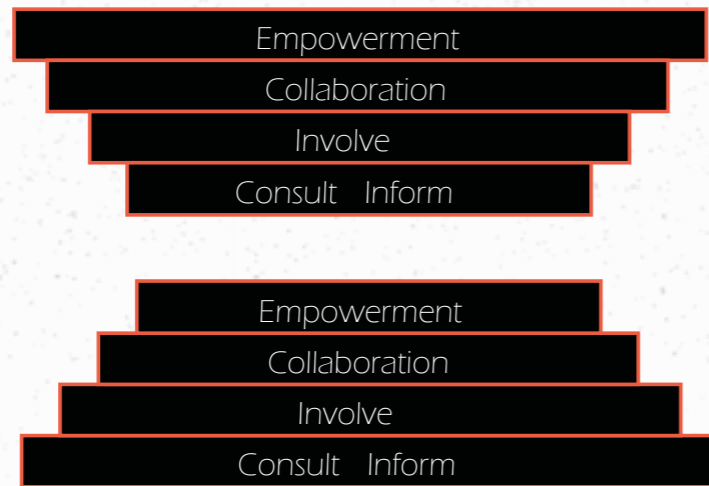 Empowerment
Collaboration
Involve
Consult Inform
Empowerment
Collaboration
Involve
Consult Inform